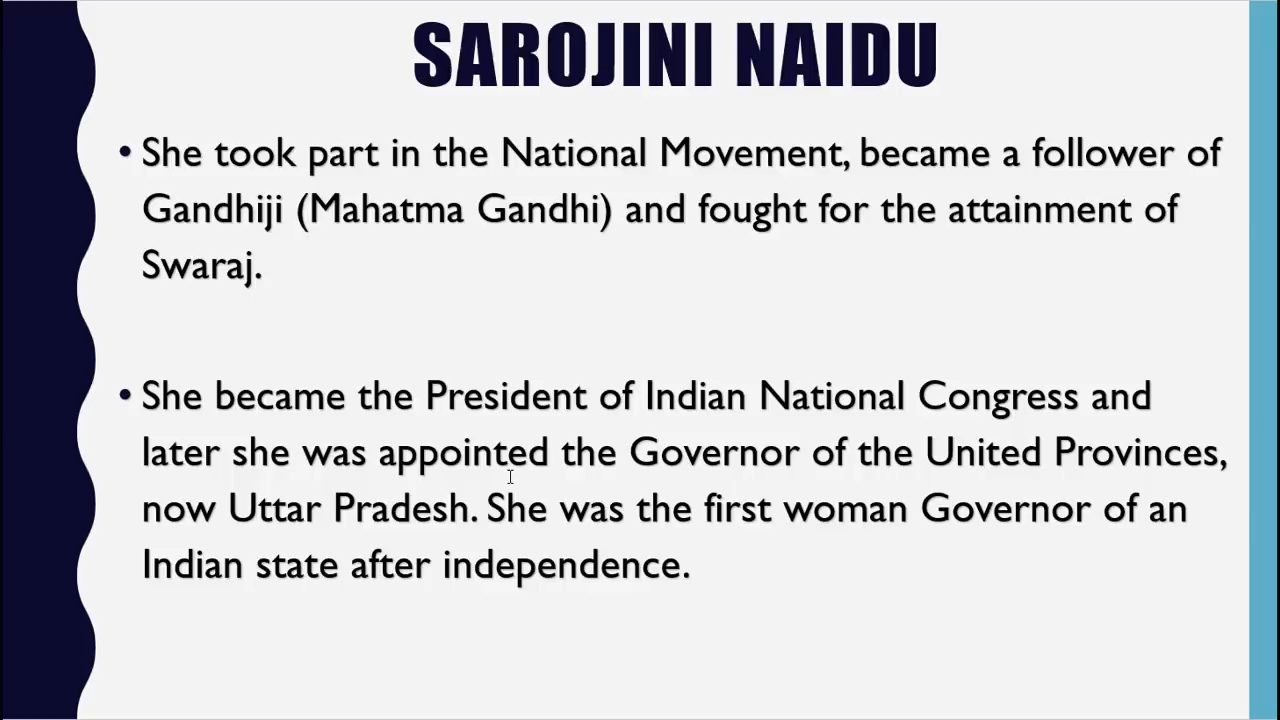 SAROJINI NAIDU
• She took part in the National Movement, became a follower of
Gandhiji (Mahatma Gandhi) and fought for the attainment of
Swaraj.
• She became the President of Indian National Congress and
later she was appointed the Governor of the United Provinces,
now Uttar Pradesh. She was the first woman Governor of an
Indian state after independence.